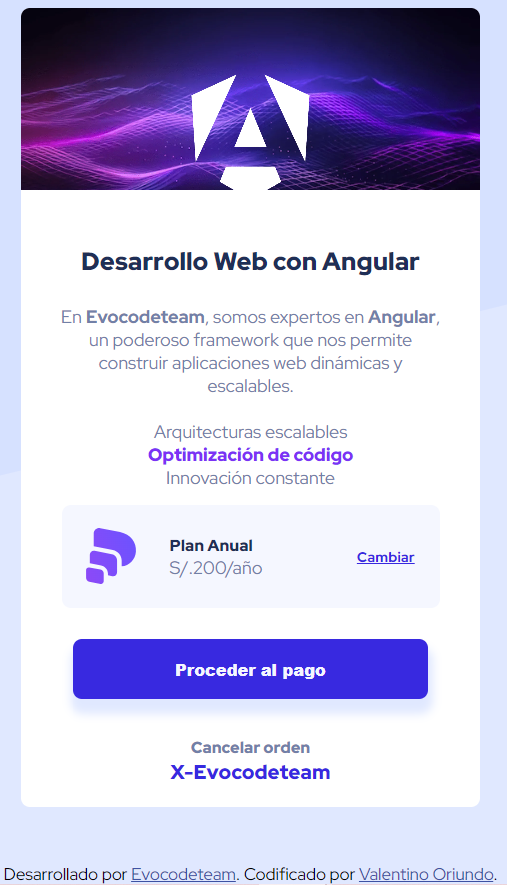 Desarrollo Web con Angular
En Evocodeteam, somos expertos en Angular,
un poderoso framework que nos permite
construir aplicaciones web dinámicas y
escalables.
Arquitecturas escalables
Optimización de código
Innovación constante
Plan Anual
S/.200/año
Cambiar
Proceder al pago
Cancelar orden
X-Evocodeteam
Desarrollado por Evocodeteam. Codificado por Valentino Oriundo.